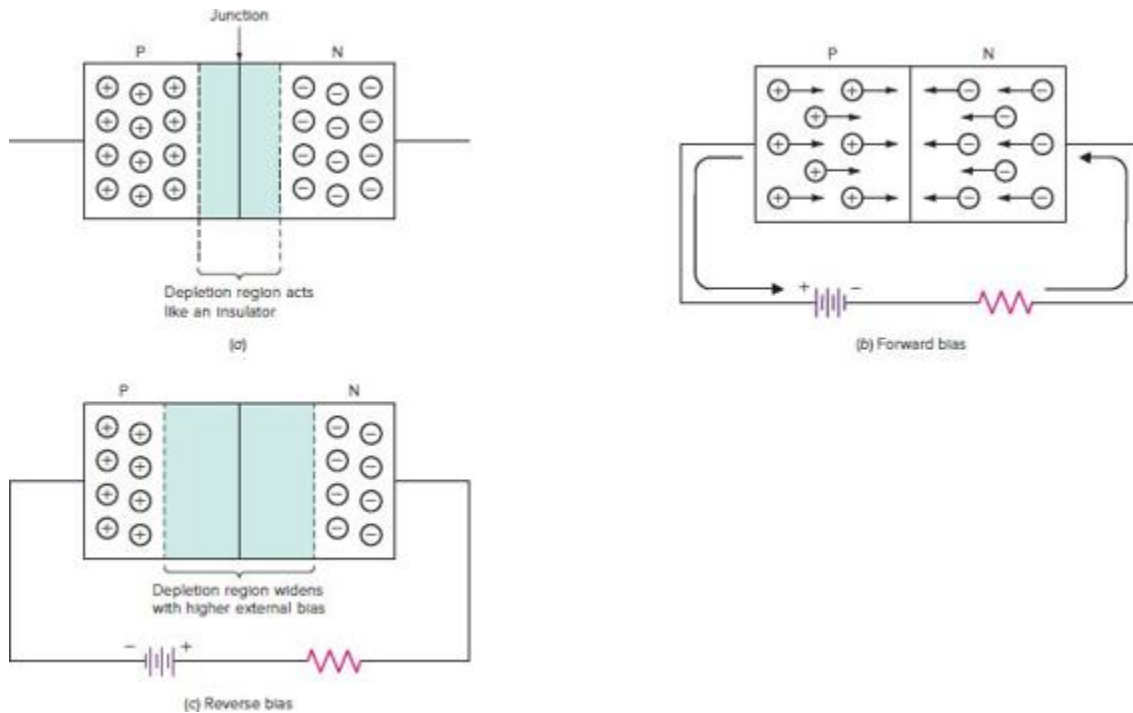 Junction
P N
Depletion region acts
like an insulator
(a)
P N
+ −
(b) Forward bias
P N
Depletion region widens
with higher external bias
− +
(c) Reverse bias